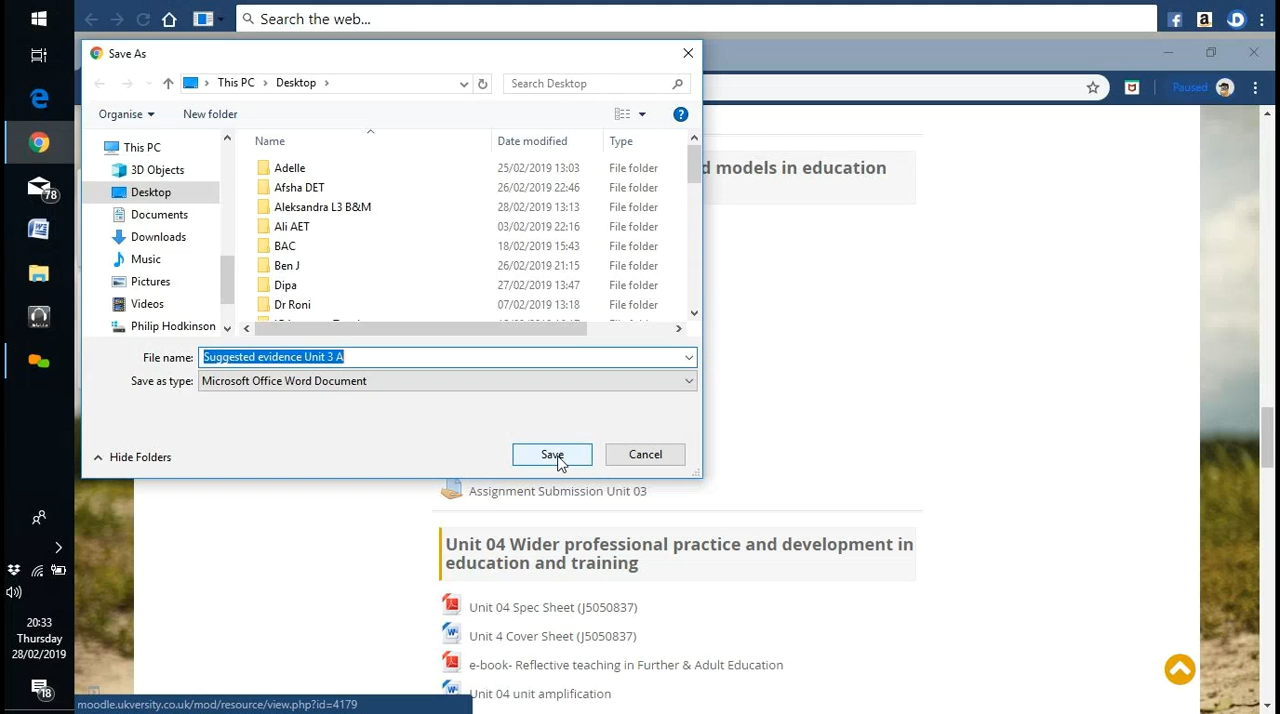 Search the web...
Save As
This PC
Desktop
Search Desktop
Organise
New folder
Name
Date modified
Type
This PC
3D Objects
Desktop
Documents
Downloads
Music
Pictures
Videos
Philip Hodkinson
Adelle 25/02/2019 13:03 File folder
Afsha DET 26/02/2019 22:46 File folder
Aleksandra L3 B&M 28/02/2019 13:13 File folder
Ali AET 03/02/2019 22:16 File folder
BAC 18/02/2019 15:43 File folder
Ben J 26/02/2019 21:15 File folder
Dipa 27/02/2019 13:47 File folder
Dr Roni 07/02/2019 13:18 File folder
File name: Suggested evidence Unit 3 A
Save as type: Microsoft Office Word Document
Hide Folders
Save
Cancel
Paused
d models in education
Assignment Submission Unit 03
Unit 04 Wider professional practice and development in
education and training
Unit 04 Spec Sheet (J5050837)
Unit 4 Cover Sheet (J5050837)
e-book- Reflective teaching in Further & Adult Education
Unit 04 unit amplification
moodle.ukversity.co.uk/mod/resource/view.php?id=4179
78
20:33
Thursday
28/02/2019
18